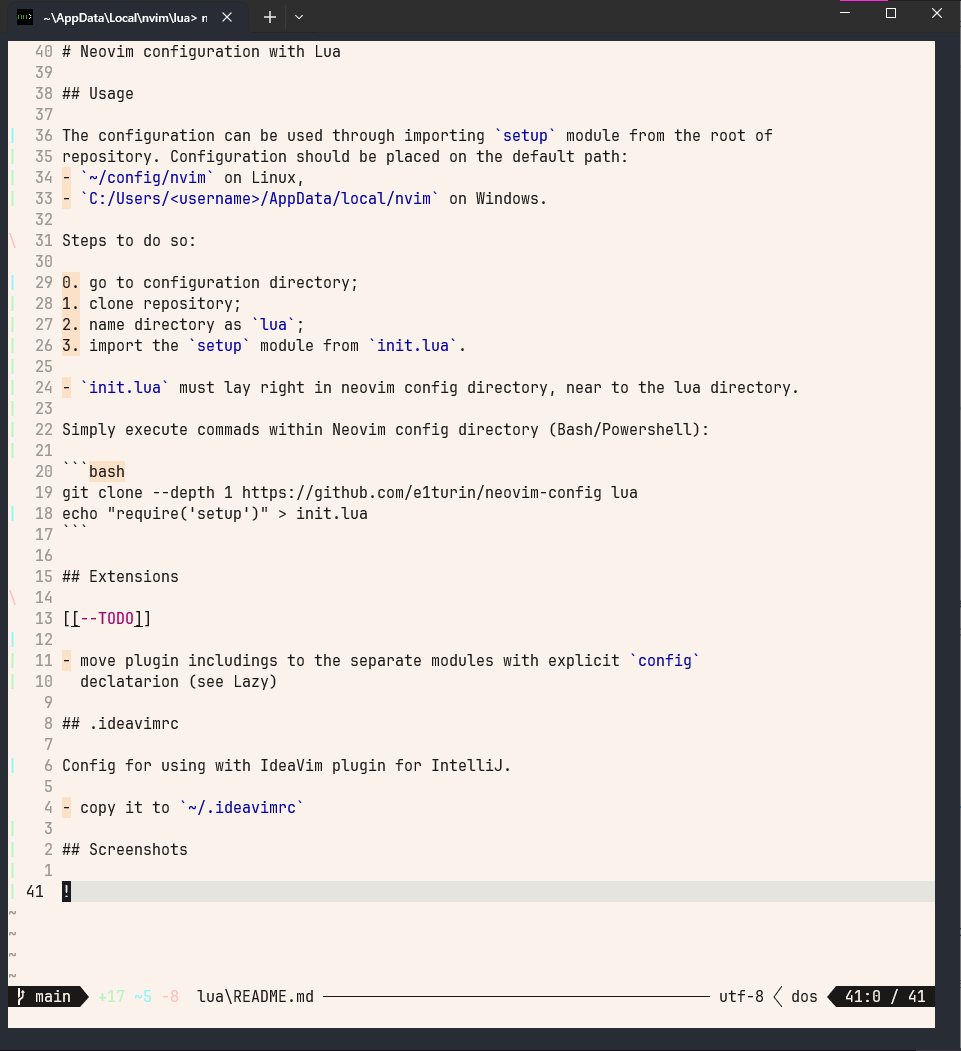 ~\AppData\Local\nvim\lua> n
40 # Neovim configuration with Lua
39
38 ## Usage
37
36 The configuration can be used through importing `setup` module from the root of
35 repository. Configuration should be placed on the default path:
34 - `~/config/nvim` on Linux,
33 - `C:/Users/<username>/AppData/local/nvim` on Windows.
32
31 Steps to do so:
30
29 0. go to configuration directory;
28 1. clone repository;
27 2. name directory as `lua`;
26 3. import the `setup` module from `init.lua`.
25
24 - `init.lua` must lay right in neovim config directory, near to the lua directory.
23
22 Simply execute commads within Neovim config directory (Bash/Powershell):
21
20 ```bash
19 git clone --depth 1 https://github.com/e1turin/neovim-config lua
18 echo "require('setup')" > init.lua
17 ```
16
15 ## Extensions
14
13 [[--TODO]]
12
11 - move plugin includings to the separate modules with explicit `config`
10 declatarion (see Lazy)
9
8 ## .ideavimrc
7
6 Config for using with IdeaVim plugin for IntelliJ.
5
4 - copy it to `~/.ideavimrc`
3
2 ## Screenshots
1
41 !
~
~
~
~
main +17 ~5 -8 lua\README.md utf-8 dos 41:0 / 41